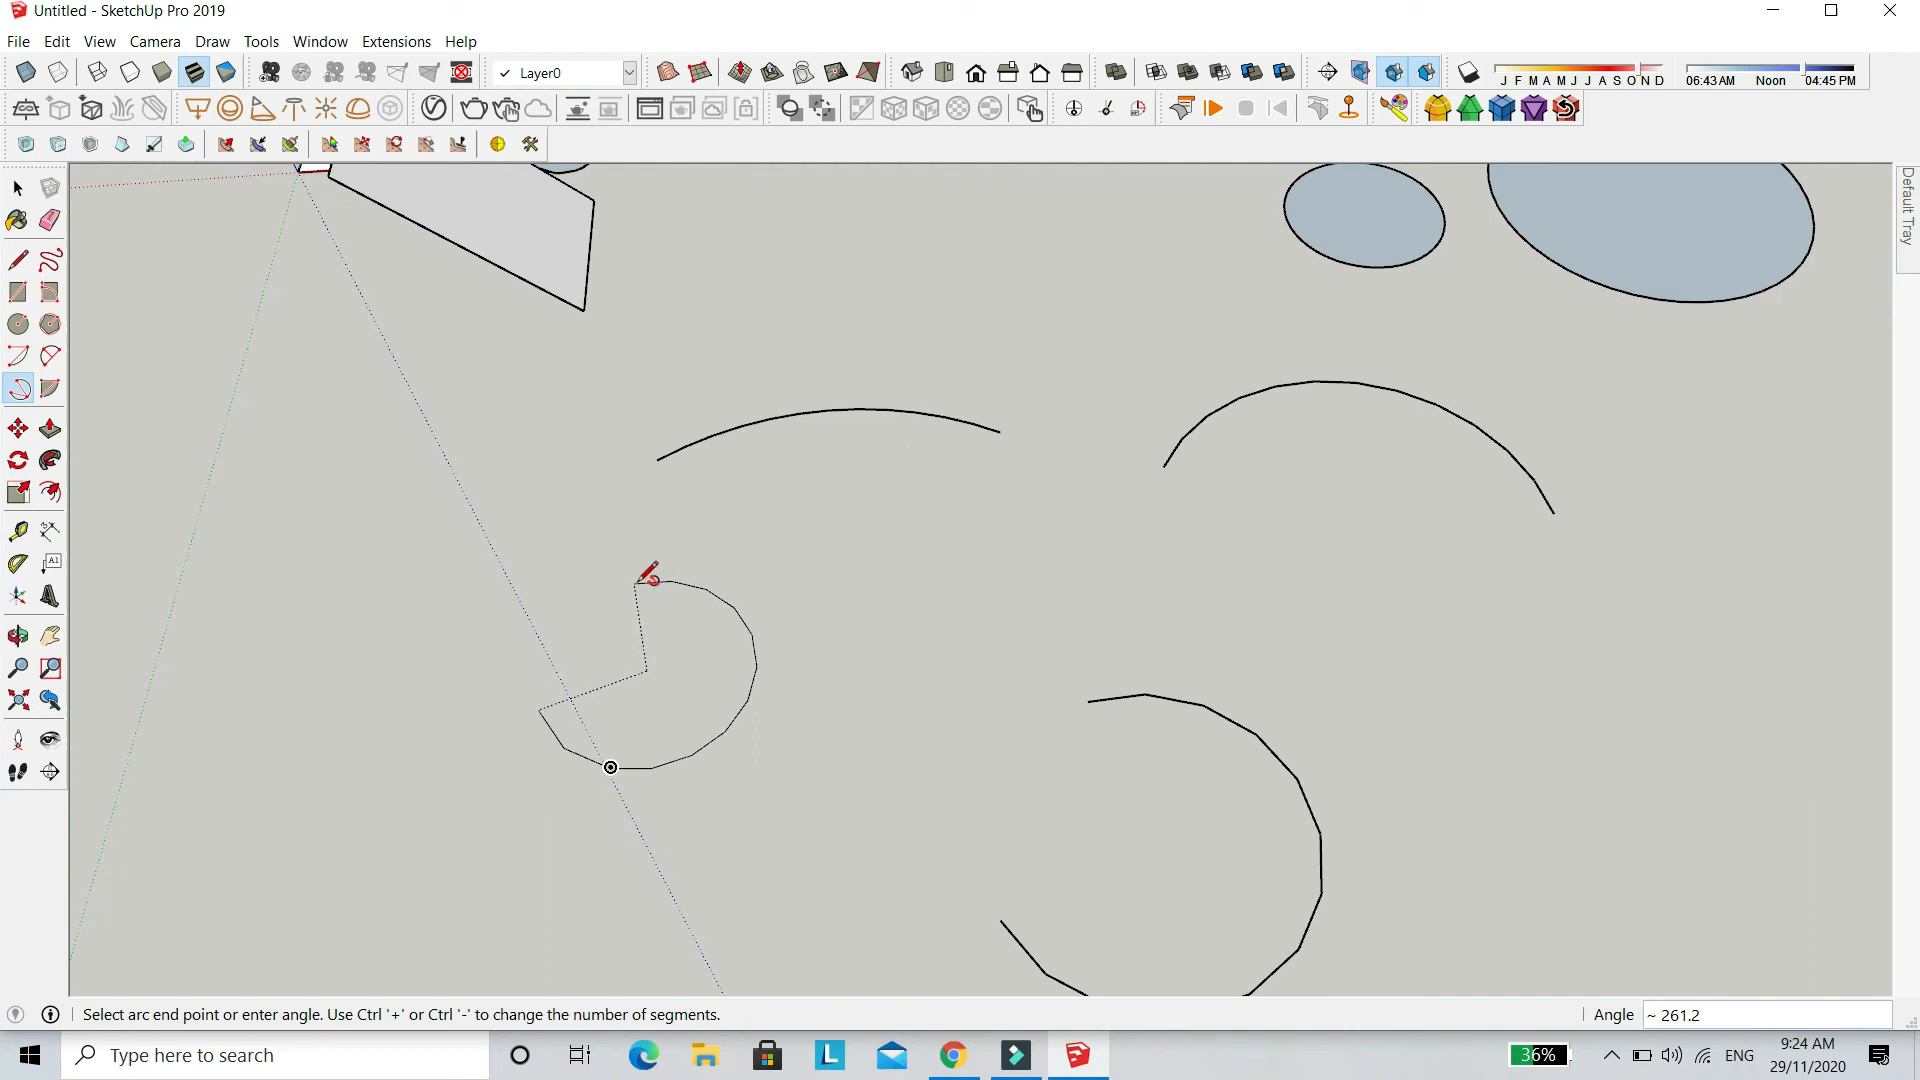 Untitled - SketchUp Pro 2019
File Edit View Camera Draw Tools Window Extensions Help
Layer0
J F M A M J J A S O N D
06:43 AM Noon 04:45 PM
Default Tray
A1
Select arc end point or enter angle. Use Ctrl '+' or Ctrl '-' to change the number of segments.
Angle ~ 261.2
Type here to search
L
36%
ENG
9:24 AM
29/11/2020